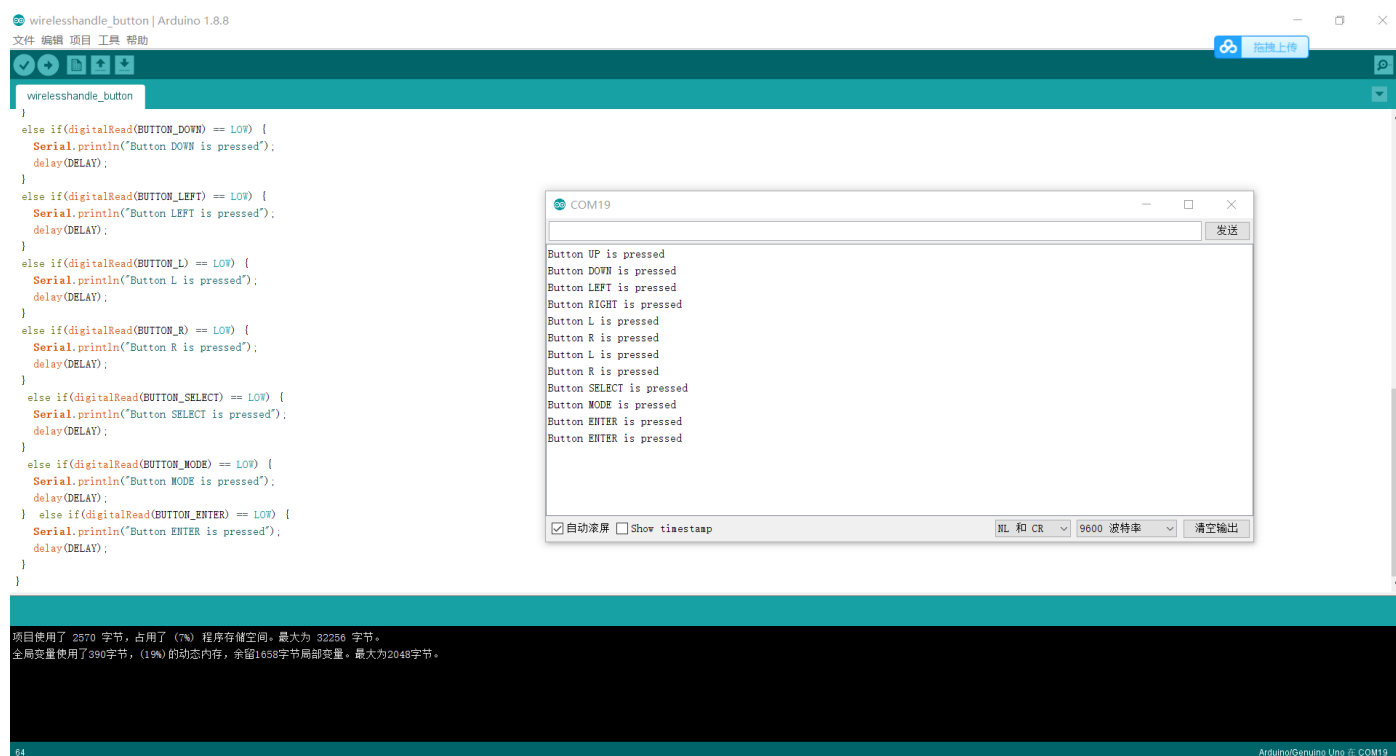 wirelesshandle_button | Arduino 1.8.8
文件 编辑 项目 工具 帮助
拖拽上传
wirelesshandle_button
}
else if(digitalRead(BUTTON_DOWN) == LOW) {
Serial.println("Button DOWN is pressed");
delay(DELAY);
}
else if(digitalRead(BUTTON_LEFT) == LOW) {
Serial.println("Button LEFT is pressed");
delay(DELAY);
}
else if(digitalRead(BUTTON_L) == LOW) {
Serial.println("Button L is pressed");
delay(DELAY);
}
else if(digitalRead(BUTTON_R) == LOW) {
Serial.println("Button R is pressed");
delay(DELAY);
}
else if(digitalRead(BUTTON_SELECT) == LOW) {
Serial.println("Button SELECT is pressed");
delay(DELAY);
}
else if(digitalRead(BUTTON_MODE) == LOW) {
Serial.println("Button MODE is pressed");
delay(DELAY);
} else if(digitalRead(BUTTON_ENTER) == LOW) {
Serial.println("Button ENTER is pressed");
delay(DELAY);
}
}
COM19
发送
Button UP is pressed
Button DOWN is pressed
Button LEFT is pressed
Button RIGHT is pressed
Button L is pressed
Button R is pressed
Button L is pressed
Button R is pressed
Button SELECT is pressed
Button MODE is pressed
Button ENTER is pressed
Button ENTER is pressed
自动滚屏 Show timestamp NL 和 CR 9600 波特率 清空输出
项目使用了 2570 字节，占用了 (7%) 程序存储空间。最大为 32256 字节。
全局变量使用了390字节，(19%)的动态内存，余留1658字节局部变量。最大为2048字节。
64 Arduino/Genuino Uno 在 COM19